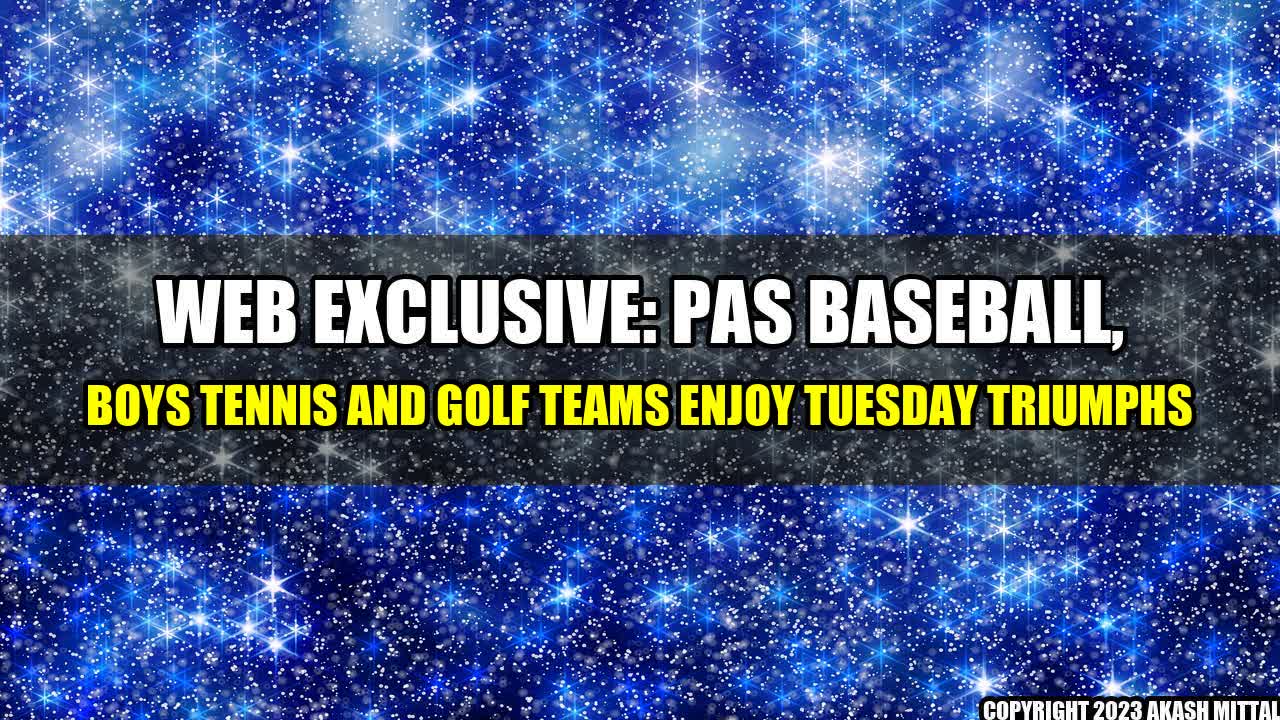 WEB EXCLUSIVE: PAS BASEBALL,
BOYS TENNIS AND GOLF TEAMS ENJOY TUESDAY TRIUMPHS
COPYRIGHT 2023 AKASH MITTAL